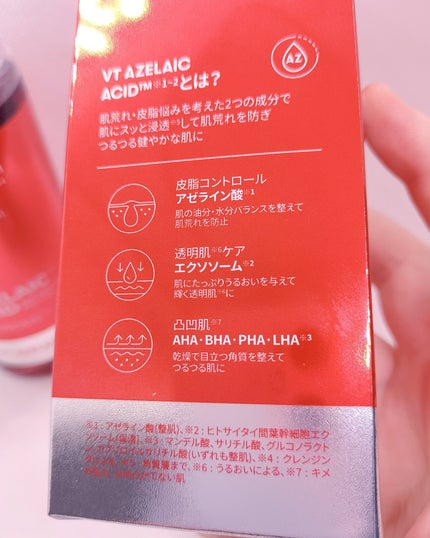 VT AZELAIC
ACID™※1~2とは?
AZ
肌荒れ・皮脂悩みを考えた2つの成分で
肌にスッと浸透※5して肌荒れを防ぎ
つるつる健やかな肌に
皮脂コントロール
アゼライン酸※1
肌の油分・水分バランスを整えて
肌荒れを防止
透明肌※6ケア
エクソソーム※2
肌にたっぷりうるおいを与えて
輝く透明肌※6に
凸凹肌※7
AHA・BHA・PHA・LHA※3
乾燥で目立つ角質を整えて
つるつる肌に
※1:アゼライン酸(整肌)、※2:ヒトサイタイ間葉幹細胞エク
ソソーム(保湿)、※3:マンデル酸、サリチル酸、グルコノラクト
ン、カプリロイルサリチル酸(いずれも整肌)、※4:クレンジン
角質層まで、※6:うるおいによる、※7:キメ
でない肌
ELAIC